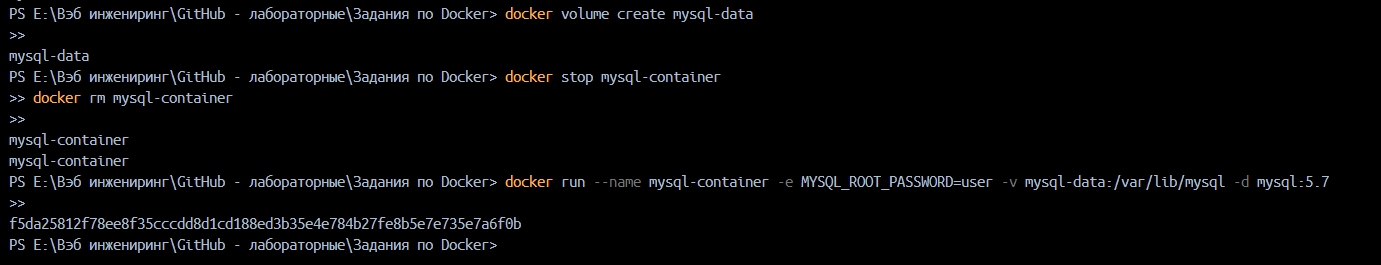 PS E:\Вэб инжениринг\GitHub - лабораторные\Задания по Docker> docker volume create mysql-data
>>
mysql-data
PS E:\Вэб инжениринг\GitHub - лабораторные\Задания по Docker> docker stop mysql-container
>> docker rm mysql-container
>>
mysql-container
mysql-container
PS E:\Вэб инжениринг\GitHub - лабораторные\Задания по Docker> docker run --name mysql-container -e MYSQL_ROOT_PASSWORD=user -v mysql-data:/var/lib/mysql -d mysql:5.7
>>
f5da25812f78ee8f35cccdd8d1cd188ed3b35e4e784b27fe8b5e7e735e7a6f0b
PS E:\Вэб инжениринг\GitHub - лабораторные\Задания по Docker>